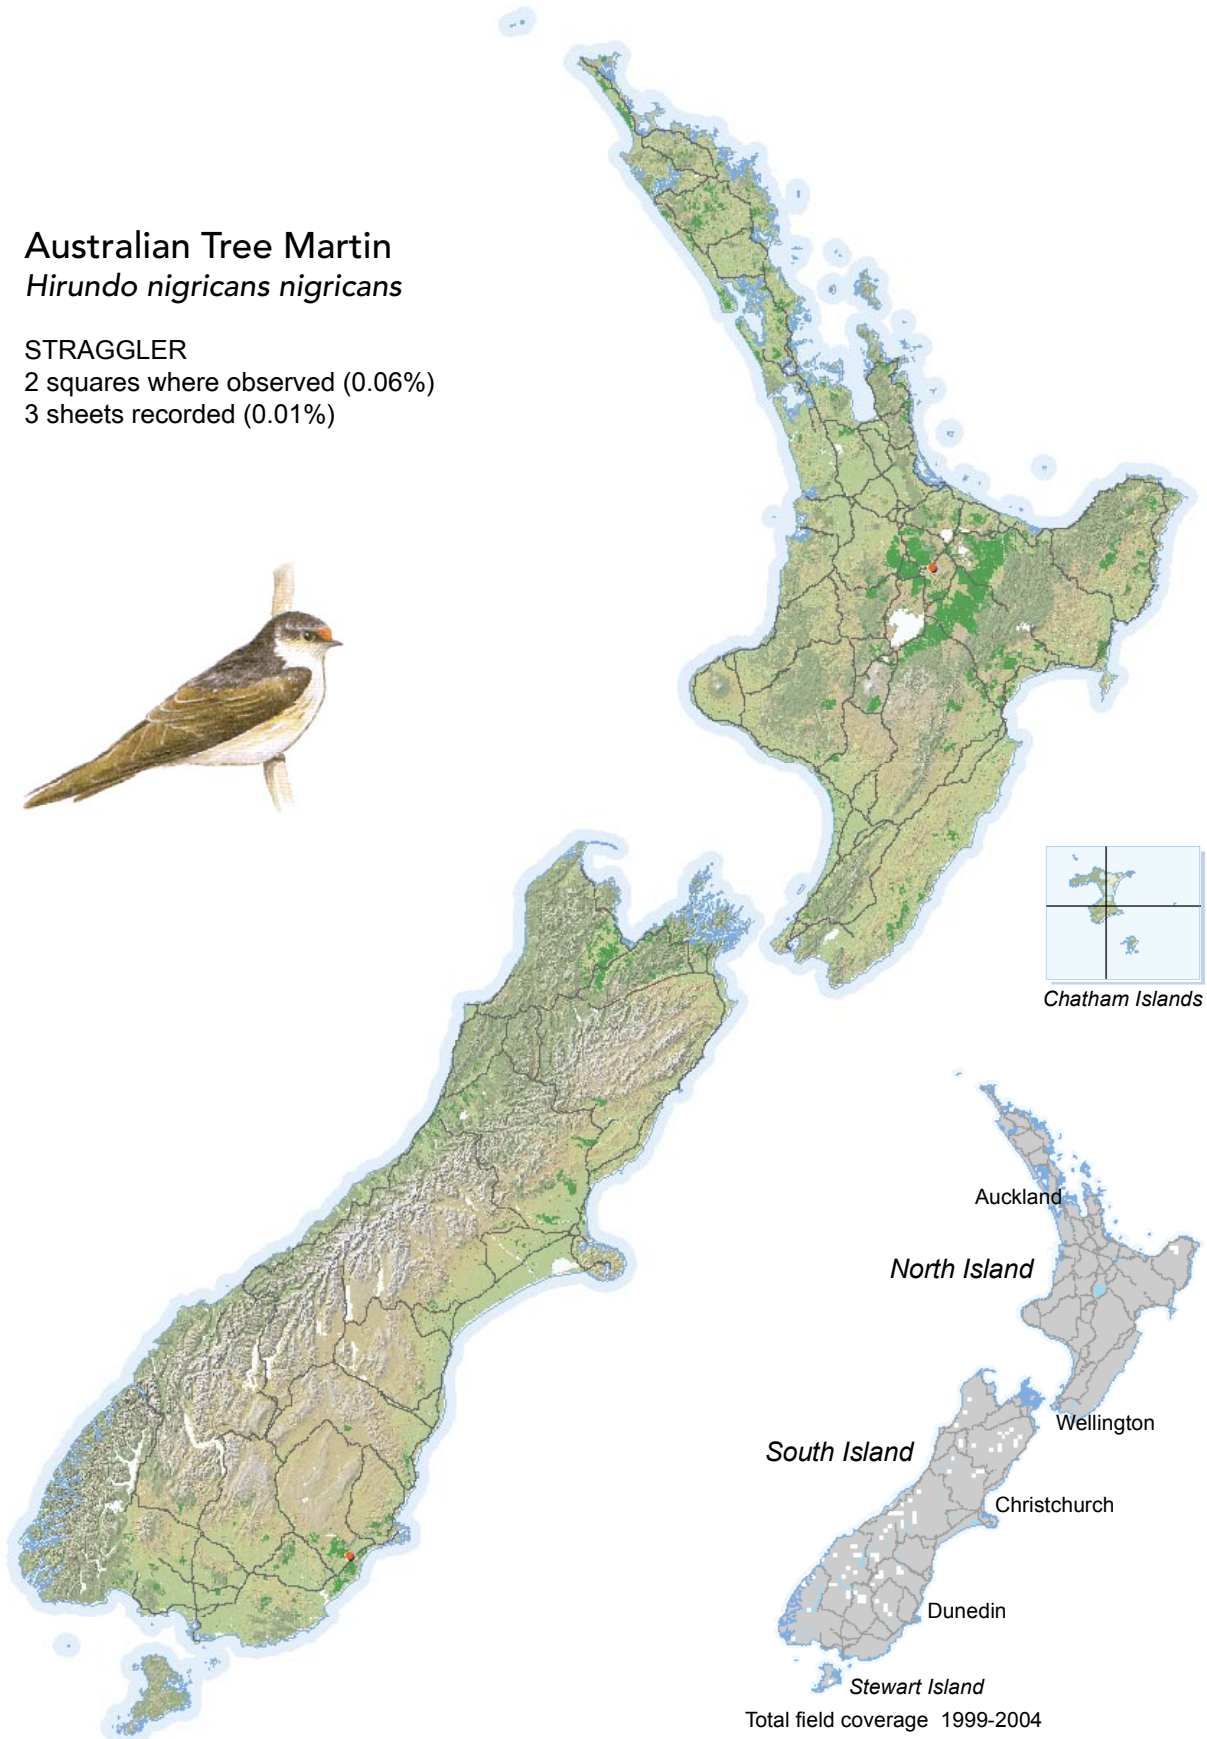 Australian Tree Martin
Hirundo nigricans nigricans
STRAGGLER
2 squares where observed (0.06%)
3 sheets recorded (0.01%)
Chatham Islands
Auckland
North Island
Wellington
South Island
Christchurch
Dunedin
Stewart Island
Total field coverage 1999-2004